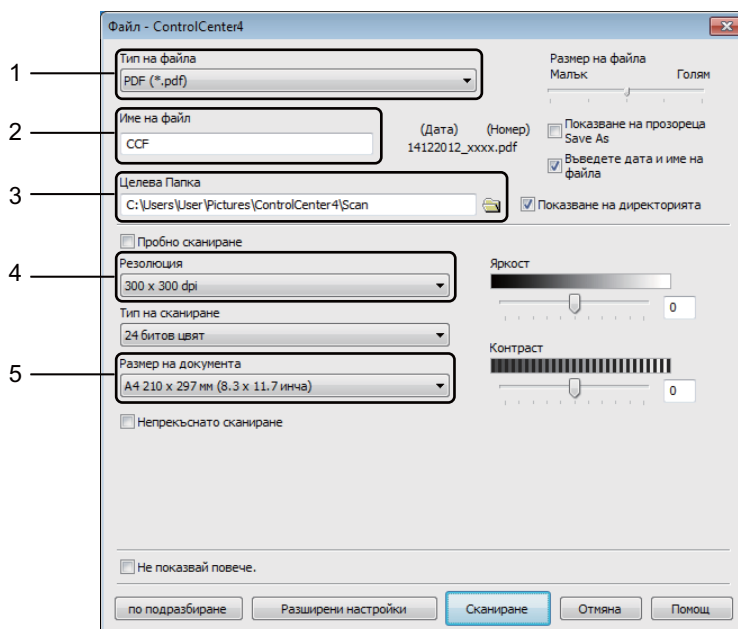 Файл - ControlCenter4
1
Тип на файла
PDF (*.pdf)
Размер на файла
Малък Голям
2
Име на файл
CCF
(Дата) (Номер)
14122012_xxxx.pdf
Показване на прозореца
Save As
Въведете дата и име на
файла
3
Целева Папка
C:\Users\User\Pictures\ControlCenter4\Scan
Показване на директорията
Пробно сканиране
4
Резолюция
300 x 300 dpi
Яркост
0
Тип на сканиране
24 битов цвят
Контраст
0
5
Размер на документа
A4 210 x 297 мм (8.3 x 11.7 инча)
Непрекъснато сканиране
Не показвай повече.
по подразбиране Разширени настройки Сканиране Отмяна Помощ